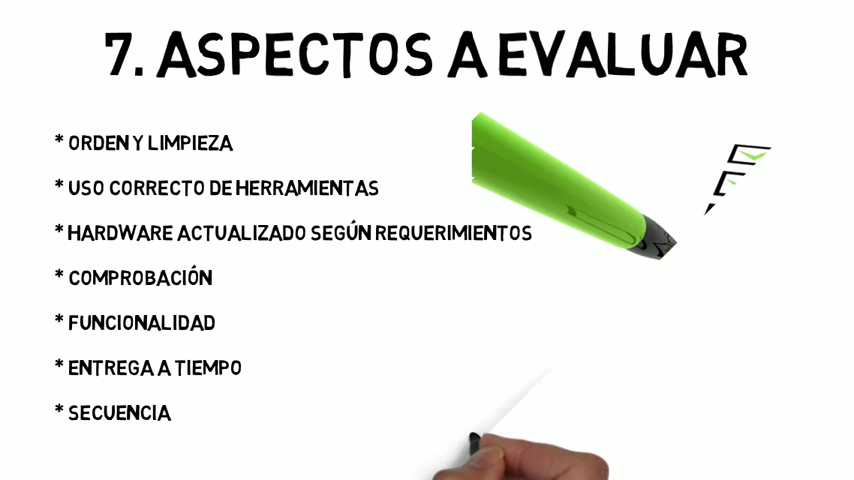 7. ASPECTOS A EVALUAR
* ORDEN Y LIMPIEZA
* USO CORRECTO DE HERRAMIENTAS
* HARDWARE ACTUALIZADO SEGÚN REQUERIMIENTOS
* COMPROBACIÓN
* FUNCIONALIDAD
* ENTREGA A TIEMPO
* SECUENCIA